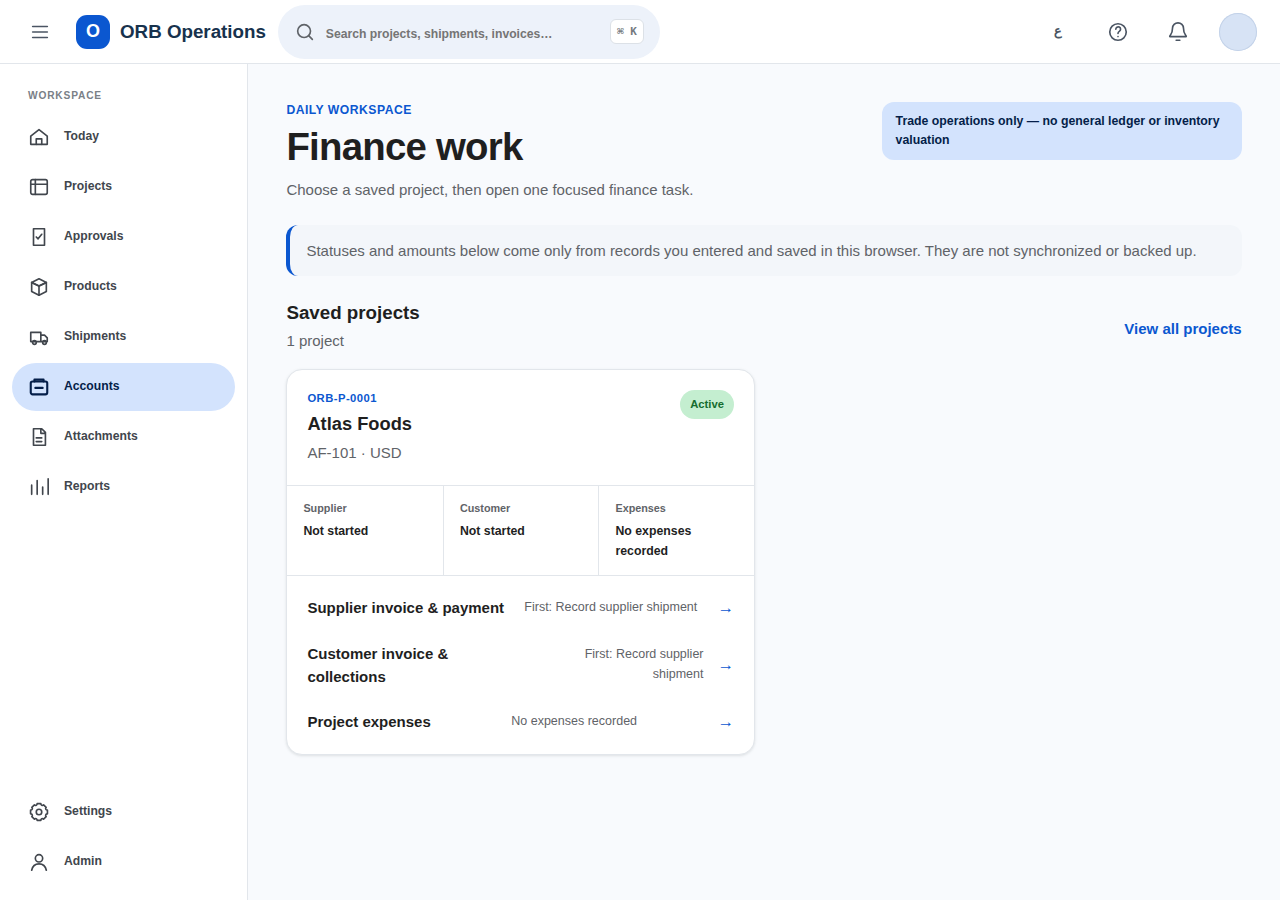 O ORB Operations
Search projects, shipments, invoices…
⌘ K
ع
WORKSPACE
Today
Projects
Approvals
Products
Shipments
Accounts
Attachments
Reports
Settings
Admin
DAILY WORKSPACE
Finance work
Choose a saved project, then open one focused finance task.
Trade operations only — no general ledger or inventory
valuation
Statuses and amounts below come only from records you entered and saved in this browser. They are not synchronized or backed up.
Saved projects
1 project
View all projects
ORB-P-0001
Active
Atlas Foods
AF-101 · USD
Supplier
Not started
Customer
Not started
Expenses
No expenses
recorded
Supplier invoice & payment
First: Record supplier shipment
→
Customer invoice &
collections
First: Record supplier
shipment
→
Project expenses
No expenses recorded
→